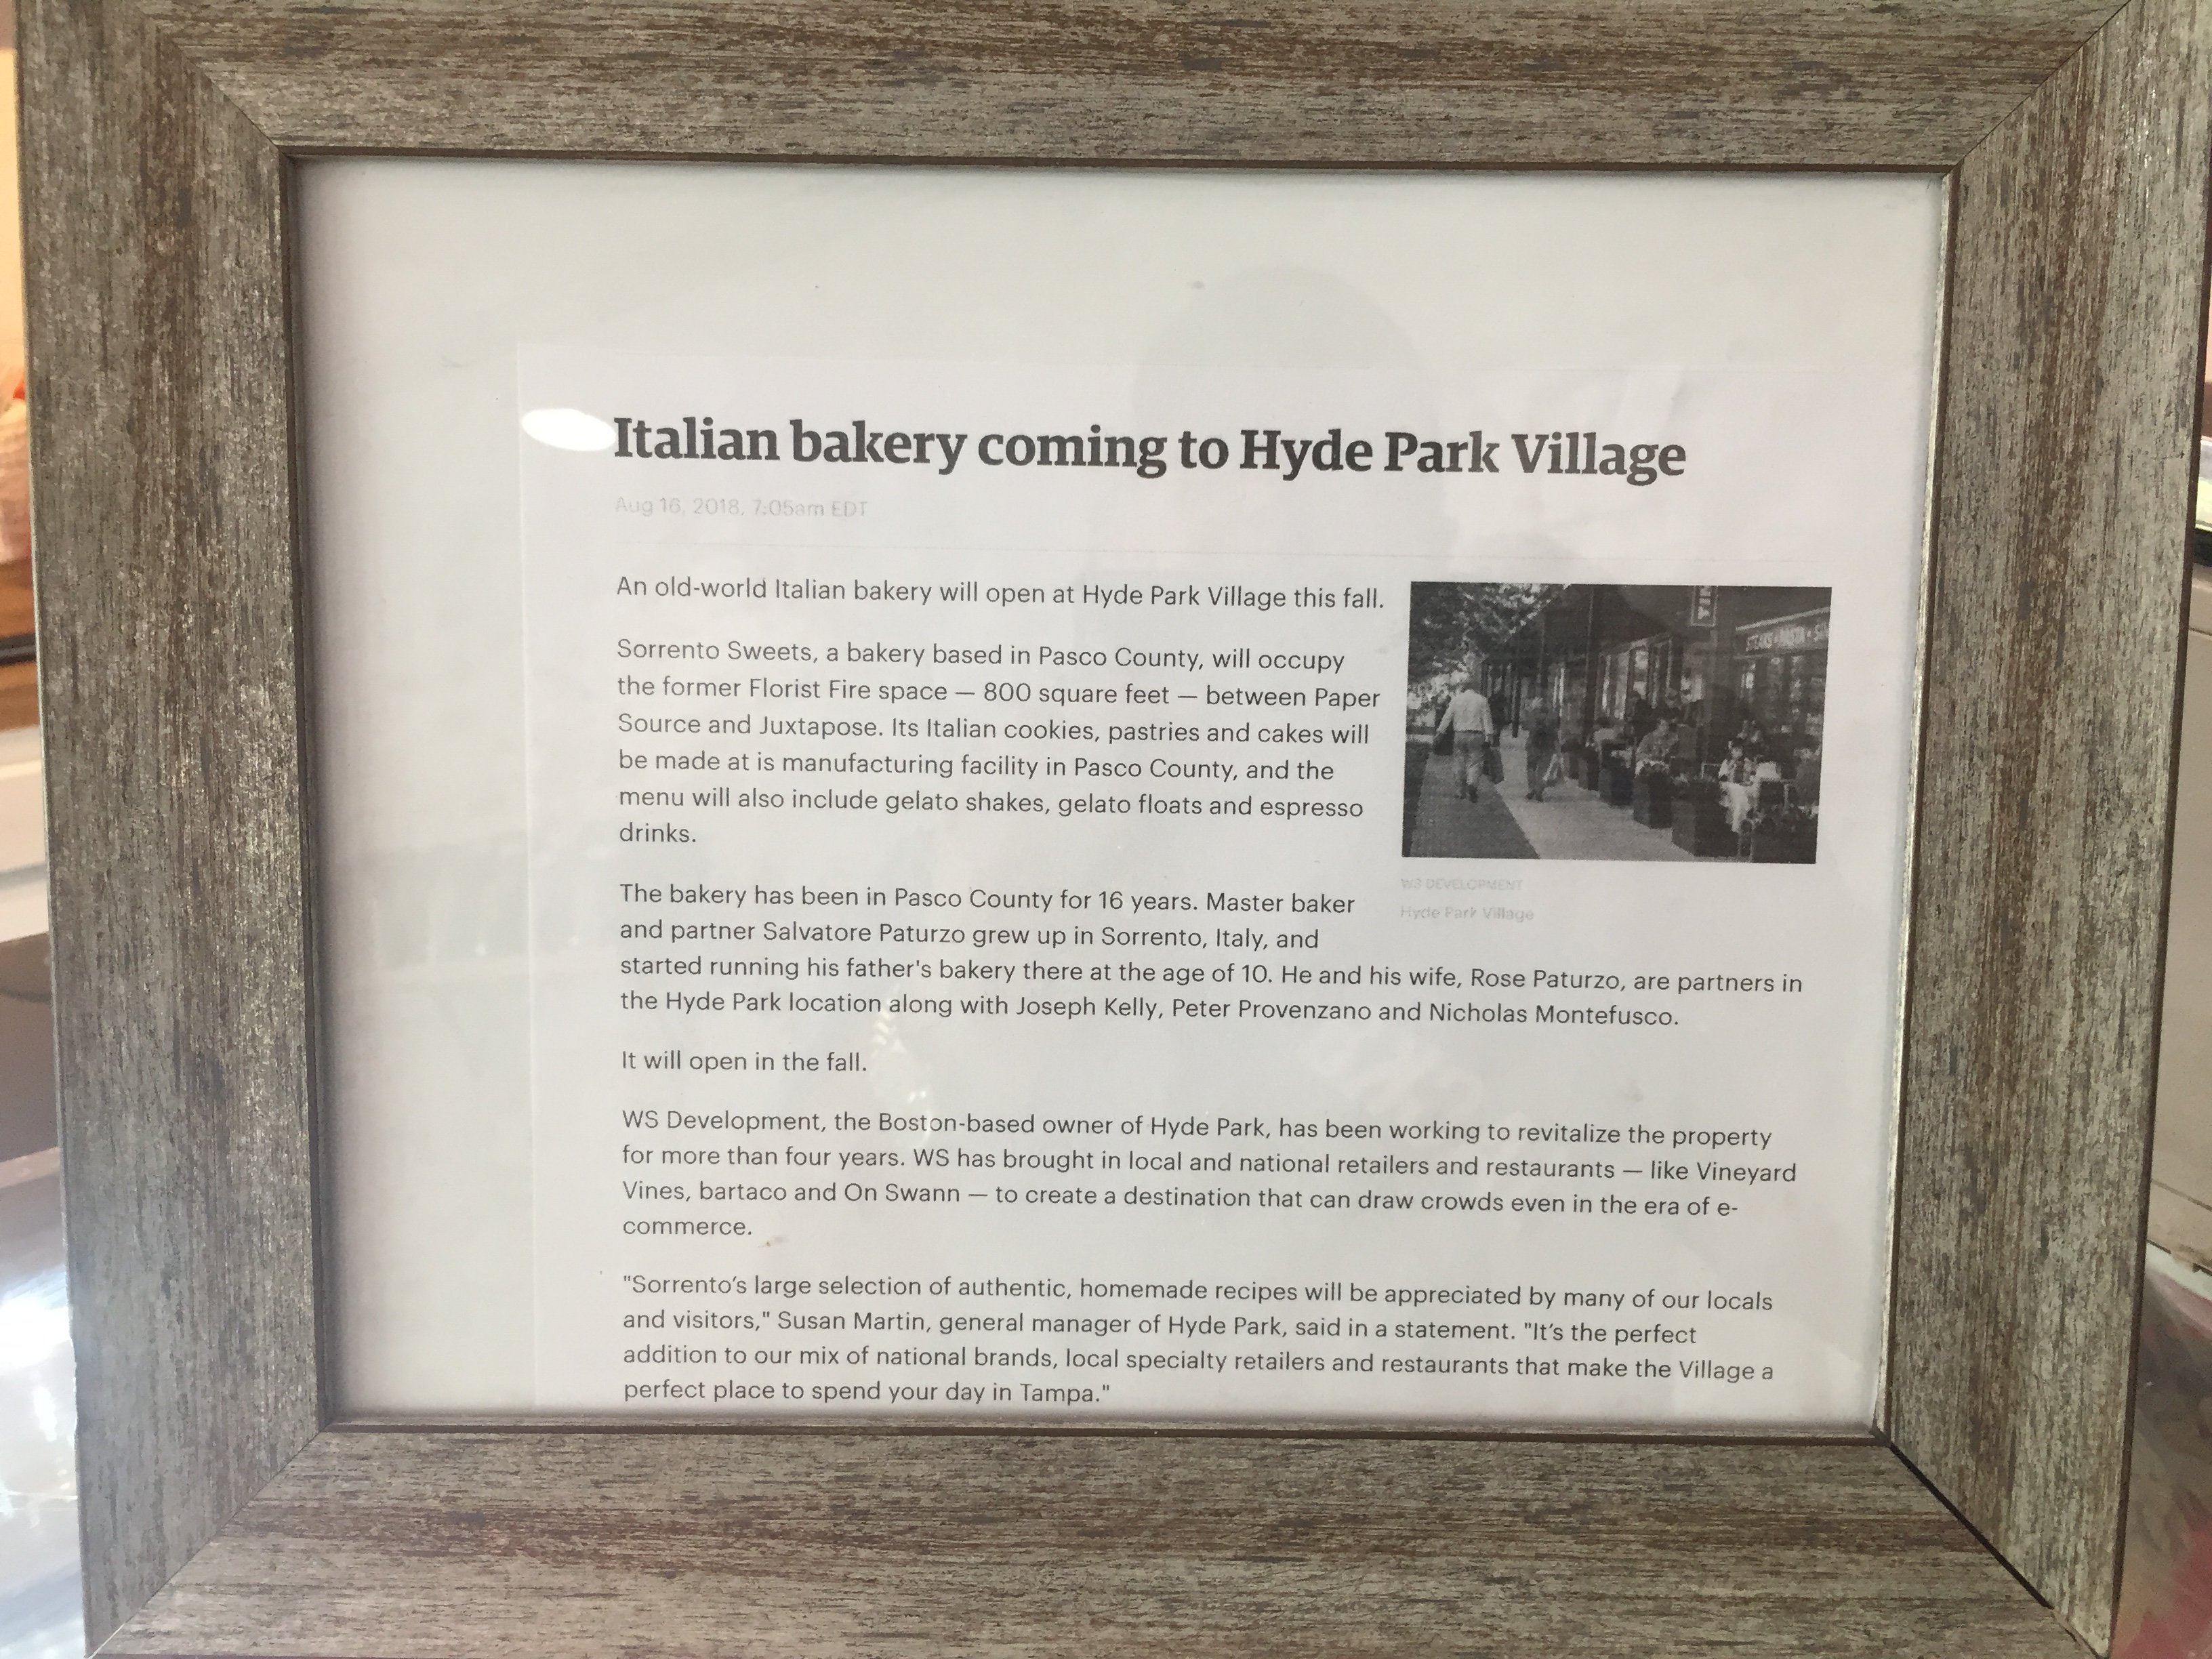 Italian bakery coming to Hyde Park Village
Aug 16, 2018, 7:05am EDT
An old-world Italian bakery will open at Hyde Park Village this fall.
Sorrento Sweets, a bakery based in Pasco County, will occupy
the former Florist Fire space — 800 square feet — between Paper
Source and Juxtapose. Its Italian cookies, pastries and cakes will
be made at is manufacturing facility in Pasco County, and the
menu will also include gelato shakes, gelato floats and espresso
drinks.
STEAKS • PASTA •
WS DEVELOPMENT
Hyde Park Village
The bakery has been in Pasco County for 16 years. Master baker
and partner Salvatore Paturzo grew up in Sorrento, Italy, and
started running his father's bakery there at the age of 10. He and his wife, Rose Paturzo, are partners in
the Hyde Park location along with Joseph Kelly, Peter Provenzano and Nicholas Montefusco.
It will open in the fall.
WS Development, the Boston-based owner of Hyde Park, has been working to revitalize the property
for more than four years. WS has brought in local and national retailers and restaurants — like Vineyard
Vines, bartaco and On Swann — to create a destination that can draw crowds even in the era of e-
commerce.
"Sorrento’s large selection of authentic, homemade recipes will be appreciated by many of our locals
and visitors," Susan Martin, general manager of Hyde Park, said in a statement. "It’s the perfect
addition to our mix of national brands, local specialty retailers and restaurants that make the Village a
perfect place to spend your day in Tampa."